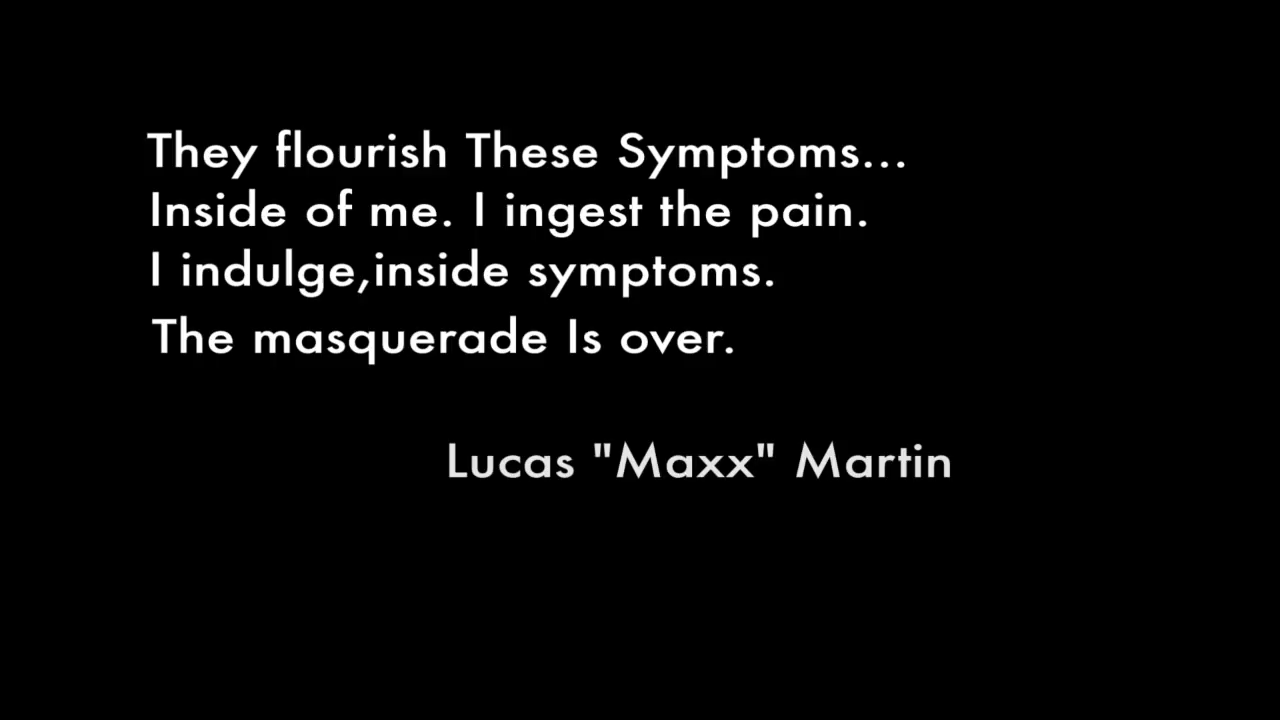 They flourish These Symptoms...
Inside of me. I ingest the pain.
I indulge,inside symptoms.
The masquerade Is over.
Lucas "Maxx" Martin